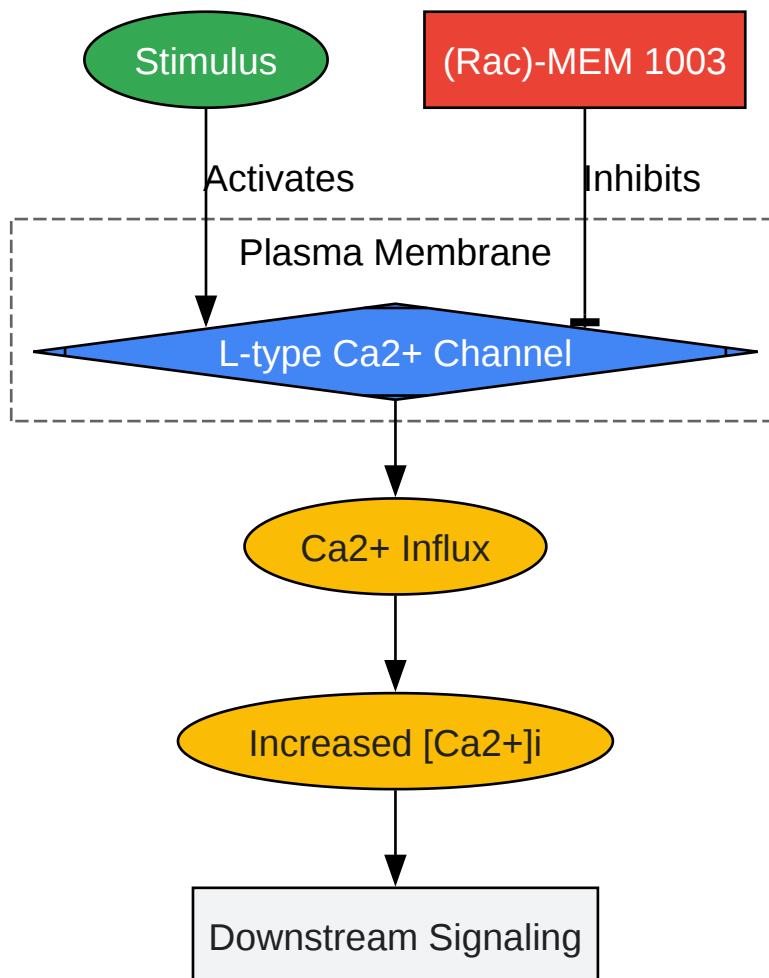 Stimulus
(Rac)-MEM 1003
Activates
Inhibits
Plasma Membrane
L-type Ca2+ Channel
Ca2+ Influx
Increased [Ca2+]i
Downstream Signaling